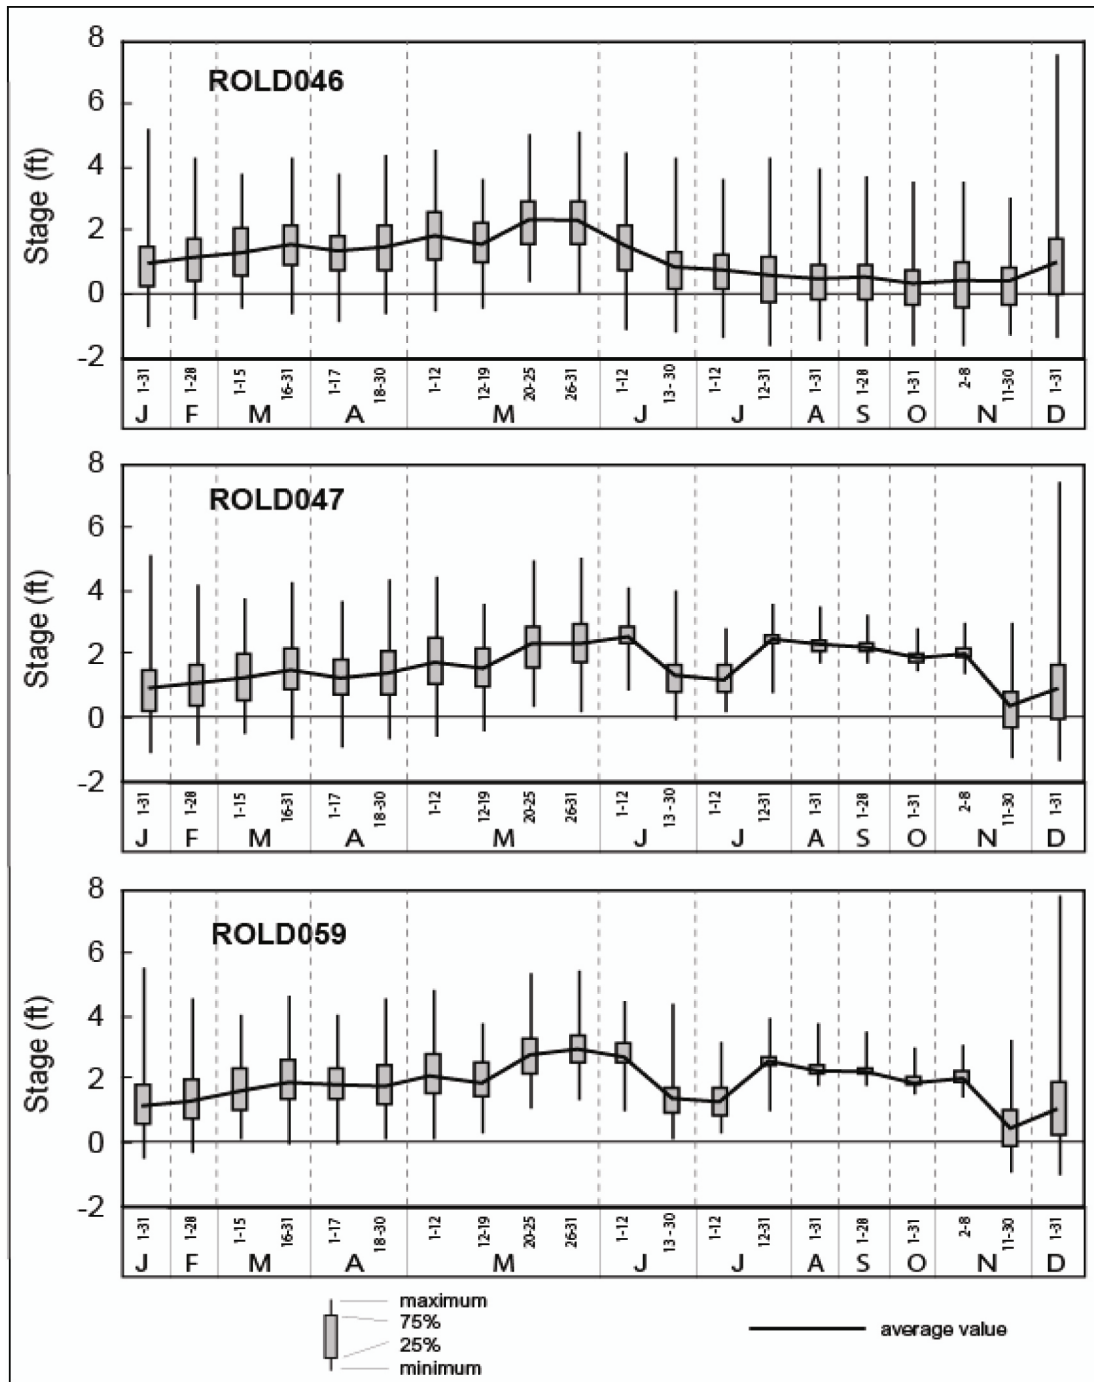 ROLD046
Stage (ft)
8
6
4
2
0
-2
1-31 1-28 1-15 16-31 1-17 18-30 1-12 12-19 20-25 26-31 1-12 13 - 30 1-12 12-31 1-31 1-28 1-31 2-8 11-30 1-31
J F M A M J J A S O N D
ROLD047
Stage (ft)
8
6
4
2
0
-2
1-31 1-28 1-15 16-31 1-17 18-30 1-12 12-19 20-25 26-31 1-12 13 - 30 1-12 12-31 1-31 1-28 1-31 2-8 11-30 1-31
J F M A M J J A S O N D
ROLD059
Stage (ft)
8
6
4
2
0
-2
1-31 1-28 1-15 16-31 1-17 18-30 1-12 12-19 20-25 26-31 1-12 13 - 30 1-12 12-31 1-31 1-28 1-31 2-8 11-30 1-31
J F M A M J J A S O N D
maximum
75%
25%
minimum
average value